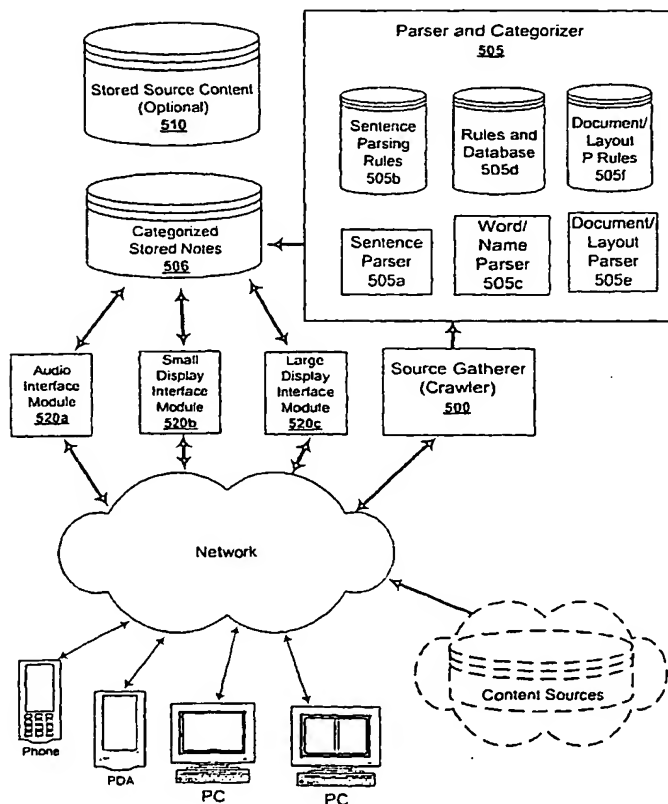 Parser and Categorizer
505
Stored Source Content
(Optional)
510
Sentence
Parsing
Rules
505b
Rules and
Database
505d
Document/
Layout
P Rules
505f
Categorized
Stored Notes
506
Sentence
Parser
505a
Word/
Name
Parser
505c
Document/
Layout
Parser
505e
Audio
Interface
Module
520a
Small
Display
Interface
Module
520b
Large
Display
Interface
Module
520c
Source Gatherer
(Crawler)
500
Network
Content Sources
Phone
PDA
PC
PC